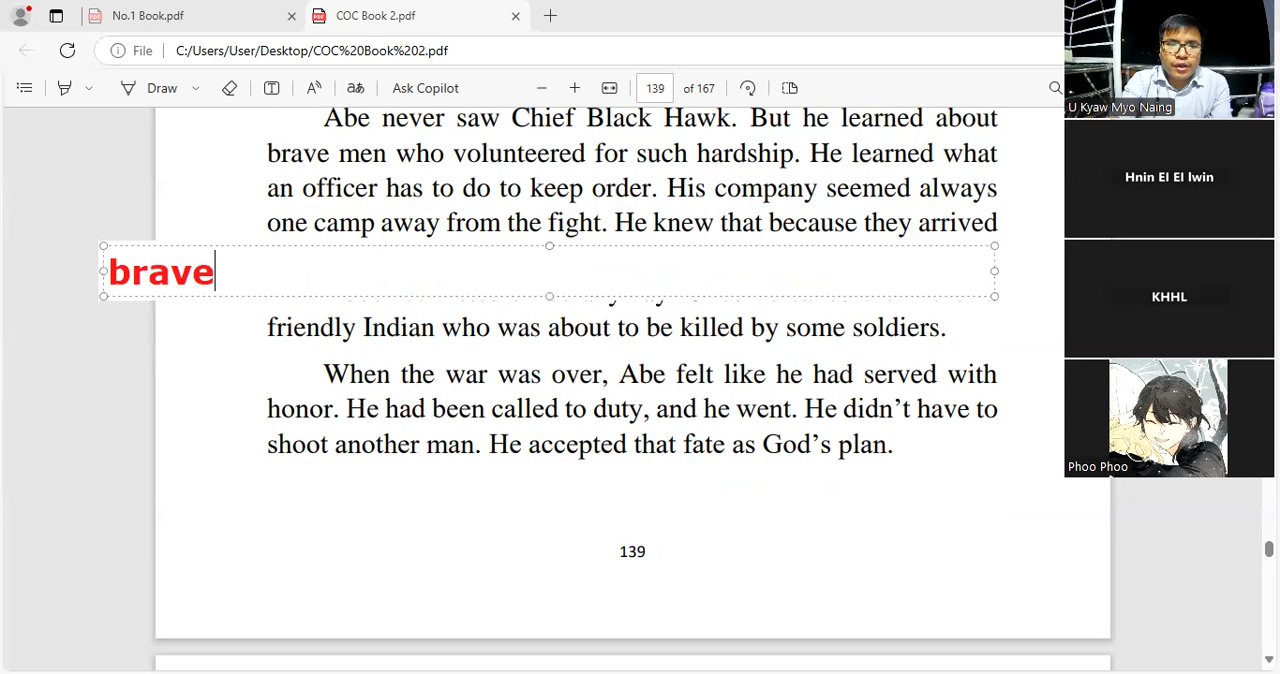 No.1 Book.pdf
COC Book 2.pdf
File
C:/Users/User/Desktop/COC%20Book%202.pdf
Draw
Ask Copilot
139 of 167
Abe never saw Chief Black Hawk. But he learned about
brave men who volunteered for such hardship. He learned what
an officer has to do to keep order. His company seemed always
one camp away from the fight. He knew that because they arrived
brave
friendly Indian who was about to be killed by some soldiers.
When the war was over, Abe felt like he had served with
honor. He had been called to duty, and he went. He didn’t have to
shoot another man. He accepted that fate as God’s plan.
139
U Kyaw Myo Naing
Hnin EI EI lwin
KHHL
Phoo Phoo